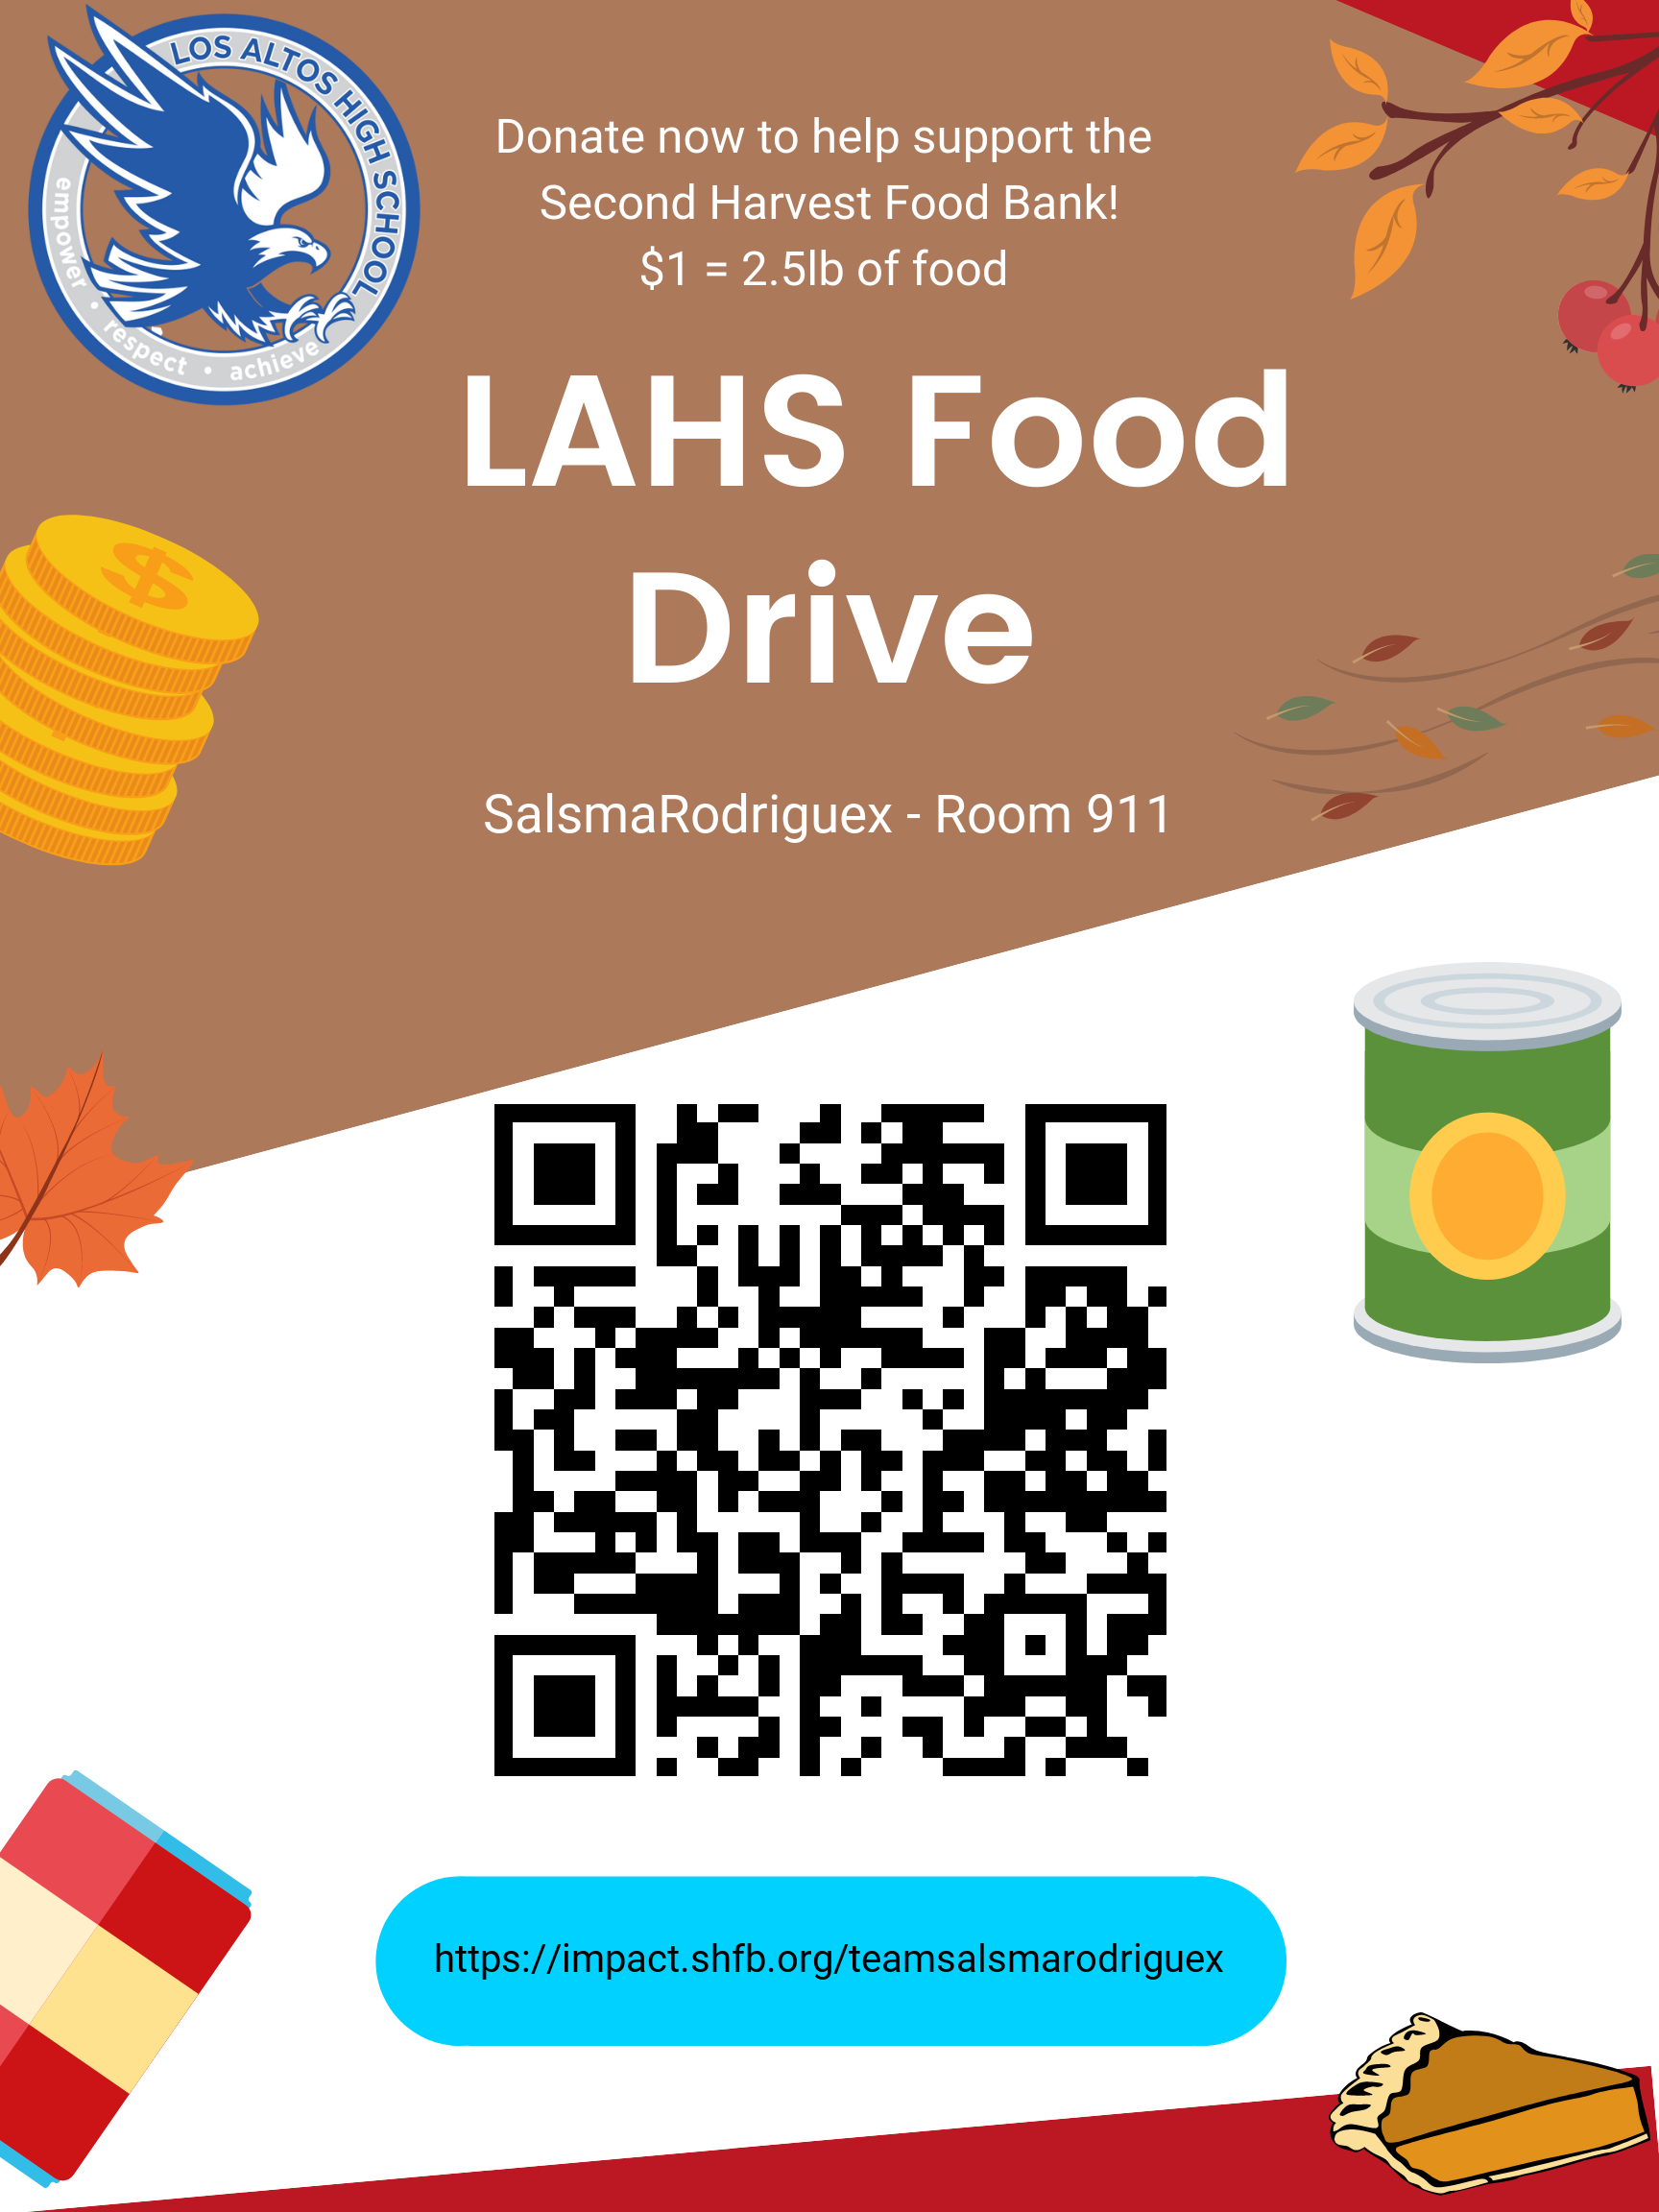 LOS ALTOS HIGH SCHOOL
empower • respect • achieve
Donate now to help support the
Second Harvest Food Bank!
$1 = 2.5lb of food
LAHS Food
Drive
$
SalsmaRodriguex - Room 911
https://impact.shfb.org/teamsalsmarodriguex